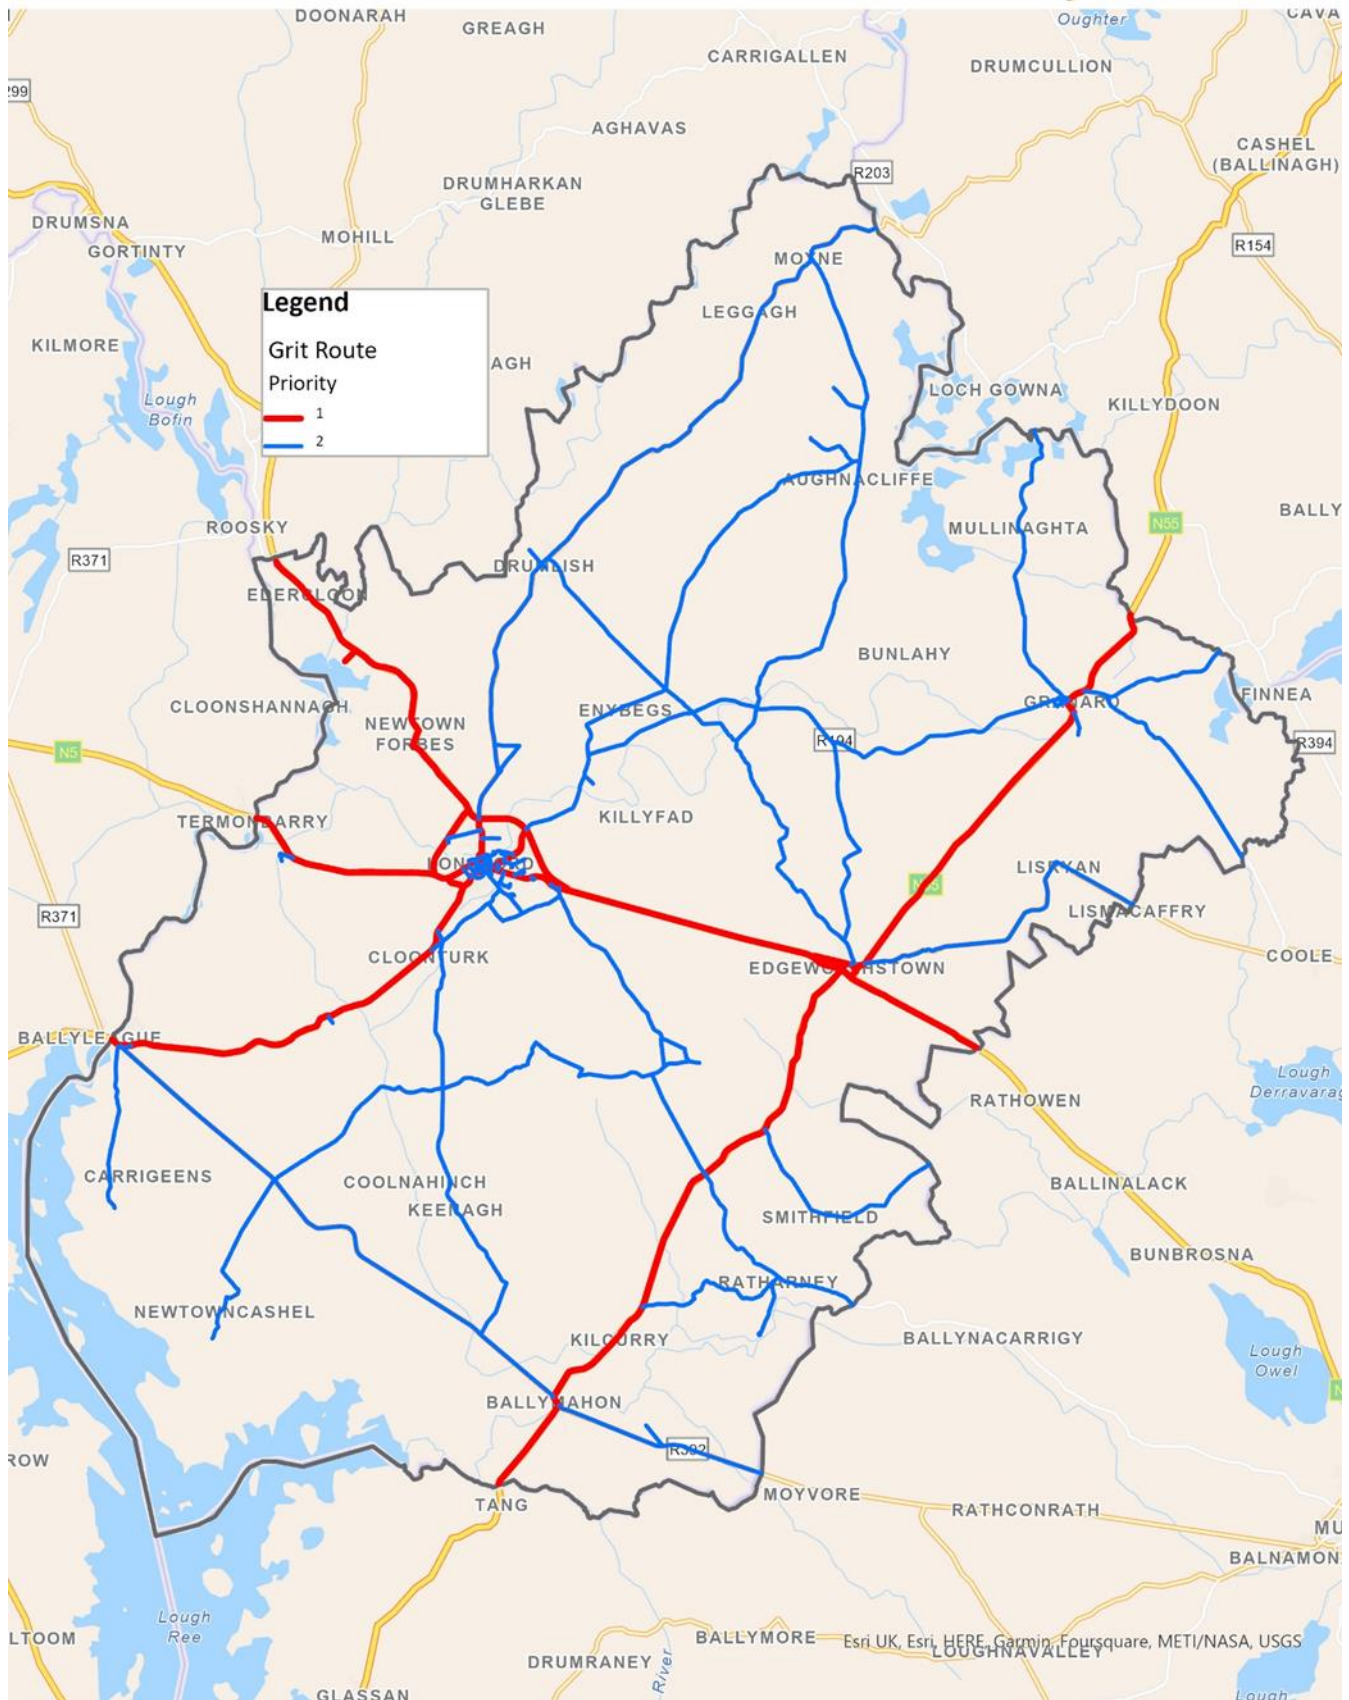 DOONARAH
GREAGH
Oughter
CAVA
CARRIGALLEN
DRUMCULLION
299
AGHAVAS
CASHEL
(BALLINAGH)
R203
DRUMHARKAN
GLEBE
DRUMSNA
GORTINTY
MOHILL
R154
MOYNE
Legend
Grit Route
Priority
1
2
LEGGAGH
KILMORE
AGH
Lough
Bofin
LOCH GOWNA
KILLYDOON
AUGHNACLIFFE
ROOSKY
MULLINAGHTA
N55
BALLY
R371
DRUMLISH
EDERCLOON
BUNLAHY
CLOONSHANNAGH
NEWTOWN
FORBES
ENYBEGS
GRANARD
FINNEA
R194
R394
N5
TERMONBARRY
KILLYFAD
LONGFORD
LISRYAN
N55
LISMACAFFRY
R371
CLOONTURK
EDGEWORTHSTOWN
COOLE
BALLYLEAGUE
Lough
Derravarag
RATHOWEN
CARRIGEENS
COOLNAHINCH
KEENAGH
BALLINALACK
SMITHFIELD
BUNBROSNA
RATHARNEY
NEWTOWNCASHEL
KILCURRY
BALLYNACARRIGY
Lough
Owel
N
BALLYMAHON
R392
ROW
TANG
MOYVORE
RATHCONRATH
MU
BALNAMON
Lough
Ree
LTOOM
BALLYMORE
Esri UK, Esri, HERE, Garmin, Foursquare, METI/NASA, USGS
LOUGHNAVALLEY
DRUMRANEY
River
GLASSAN
Lough